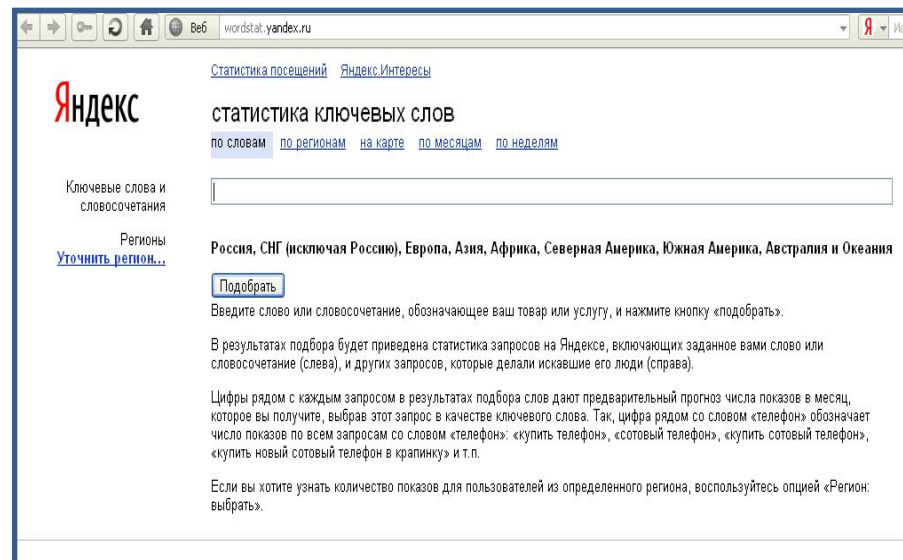 Веб wordstat.yandex.ru Я
Статистика посещений Яндекс.Интересы
Яндекс
статистика ключевых слов
по словам по регионам на карте по месяцам по неделям
Ключевые слова и
словосочетания
Регионы
Уточнить регион...
Россия, СНГ (исключая Россию), Европа, Азия, Африка, Северная Америка, Южная Америка, Австралия и Океания
Подобрать
Введите слово или словосочетание, обозначающее ваш товар или услугу, и нажмите кнопку «подобрать».
В результатах подбора будет приведена статистика запросов на Яндексе, включающих заданное вами слово или
словосочетание (слева), и других запросов, которые делали искавшие его люди (справа).
Цифры рядом с каждым запросом в результатах подбора слов дают предварительный прогноз числа показов в месяц,
которое вы получите, выбрав этот запрос в качестве ключевого слова. Так, цифра рядом со словом «телефон» обозначает
число показов по всем запросам со словом «телефон»: «купить телефон», «сотовый телефон», «купить сотовый телефон»,
«купить новый сотовый телефон в крапинку» и т.п.
Если вы хотите узнать количество показов для пользователей из определенного региона, воспользуйтесь опцией «Регион:
выбрать».